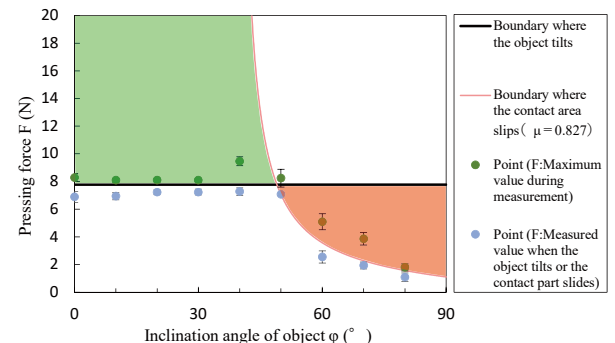 20
18
16
14
12
10
8
6
4
2
0
Pressing force F (N)
0 30 60 90
Inclination angle of object φ (°)
Boundary where
the object tilts
Boundary where
the contact area
slips( μ=0.827)
Point (F:Maximum
value during
measurement)
Point (F:Measured
value when the
object tilts or the
contact part slides)